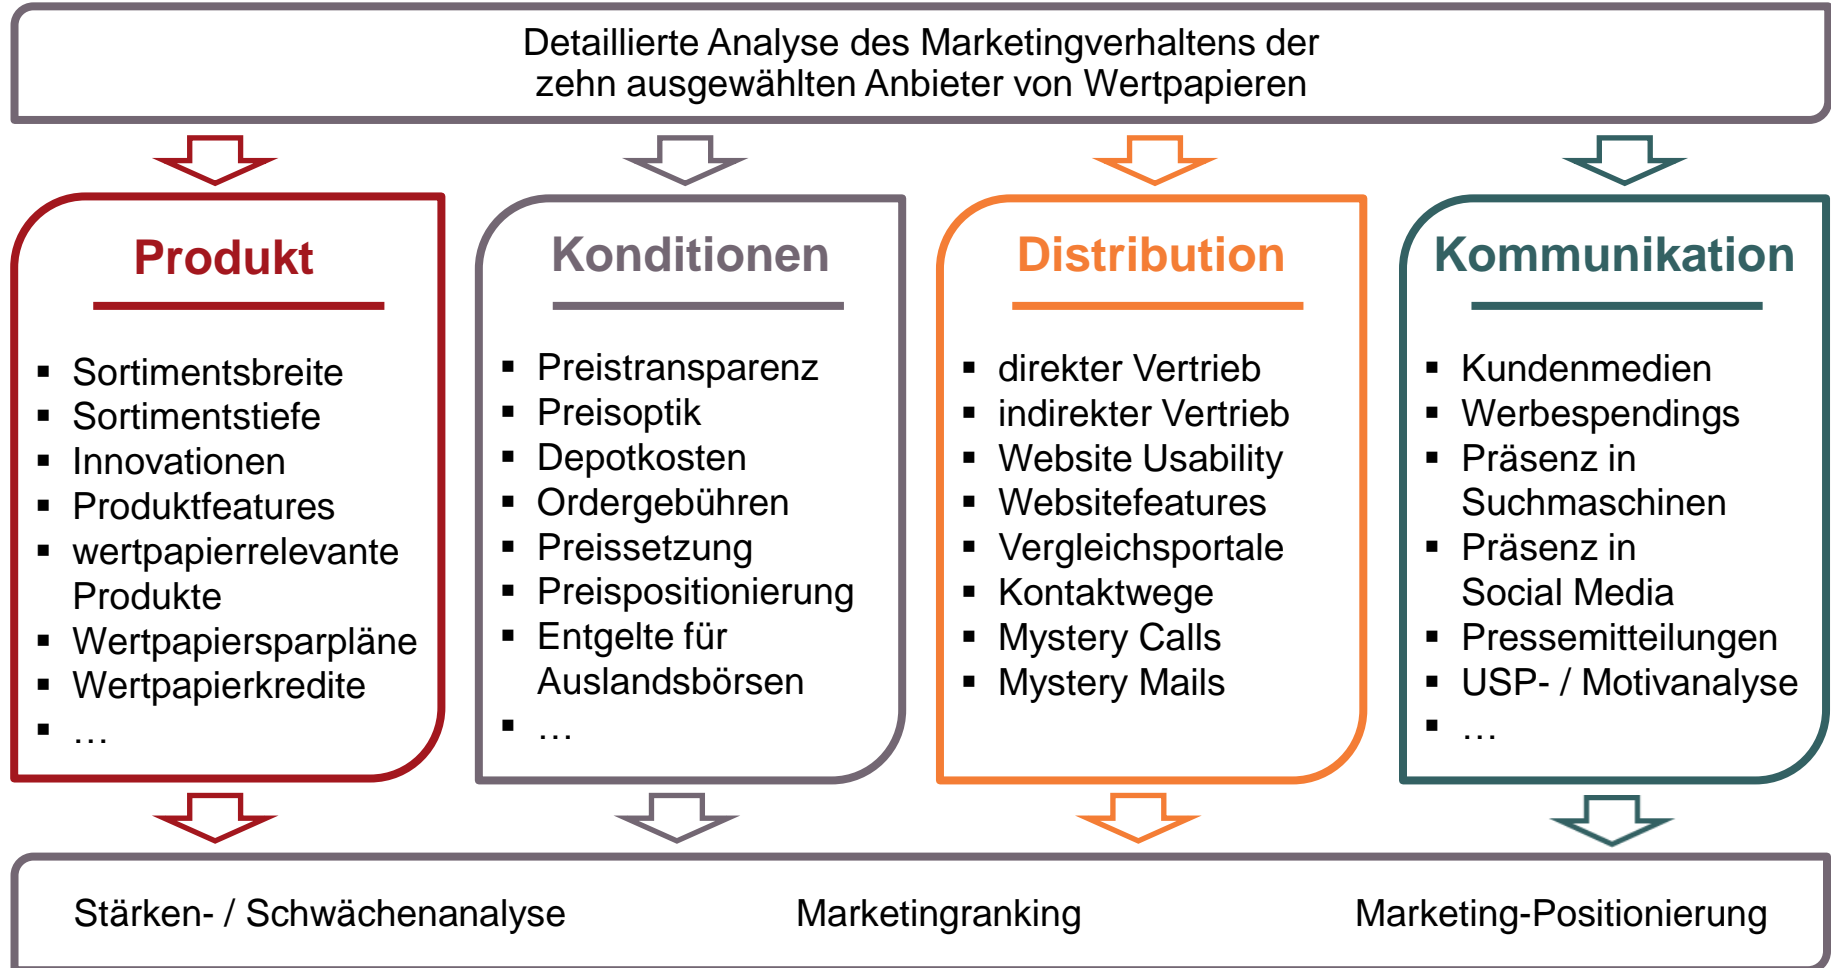 Detaillierte Analyse des Marketingverhaltens der
zehn ausgewählten Anbieter von Wertpapieren
Produkt
▪ Sortimentsbreite
▪ Sortimentstiefe
▪ Innovationen
▪ Produktfeatures
▪ wertpapierrelevante
Produkte
▪ Wertpapiersparpläne
▪ Wertpapierkredite
▪ …
Konditionen
▪ Preistransparenz
▪ Preisoptik
▪ Depotkosten
▪ Ordergebühren
▪ Preissetzung
▪ Preispositionierung
▪ Entgelte für
Auslandsbörsen
▪ …
Distribution
▪ direkter Vertrieb
▪ indirekter Vertrieb
▪ Website Usability
▪ Websitefeatures
▪ Vergleichsportale
▪ Kontaktwege
▪ Mystery Calls
▪ Mystery Mails
Kommunikation
▪ Kundenmedien
▪ Werbespendings
▪ Präsenz in
Suchmaschinen
▪ Präsenz in
Social Media
▪ Pressemitteilungen
▪ USP- / Motivanalyse
▪ …
Stärken- / Schwächenanalyse
Marketingranking
Marketing-Positionierung